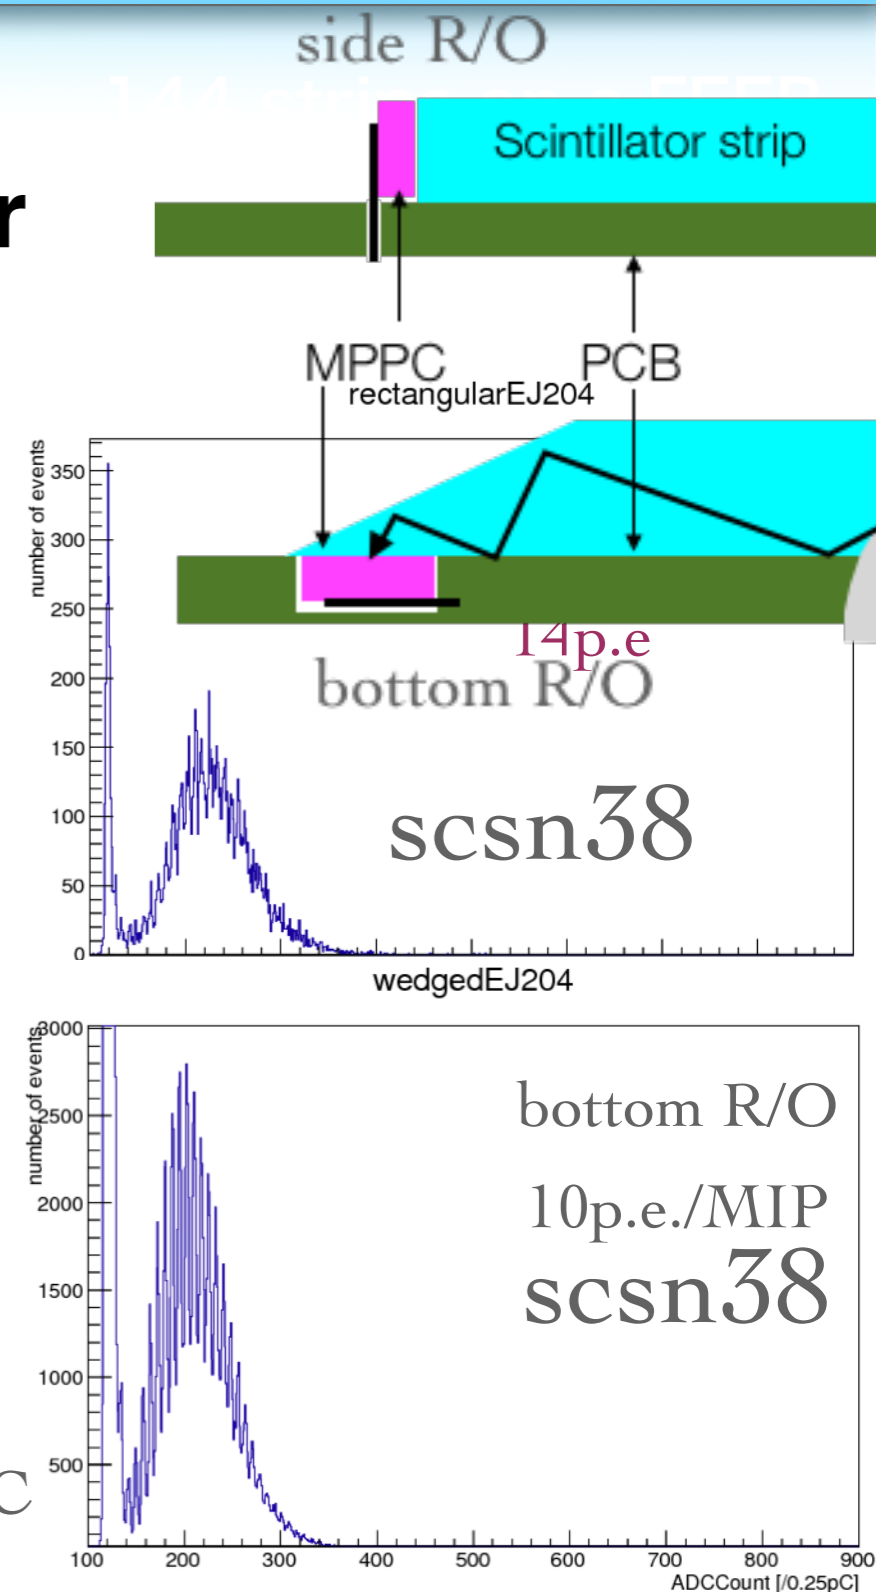 side R/O
Scintillator strip
r
MPPC
PCB
rectangularEJ204
number of events
350
300
250
200
150
100
50
0
14p.e
bottom R/O
scsn38
wedgedEJ204
number of events
3000
2500
2000
1500
1000
500
bottom R/O
10p.e./MIP
scsn38
C
100 200 300 400 500 600 700 800 900
ADCCount [/0.25pC]